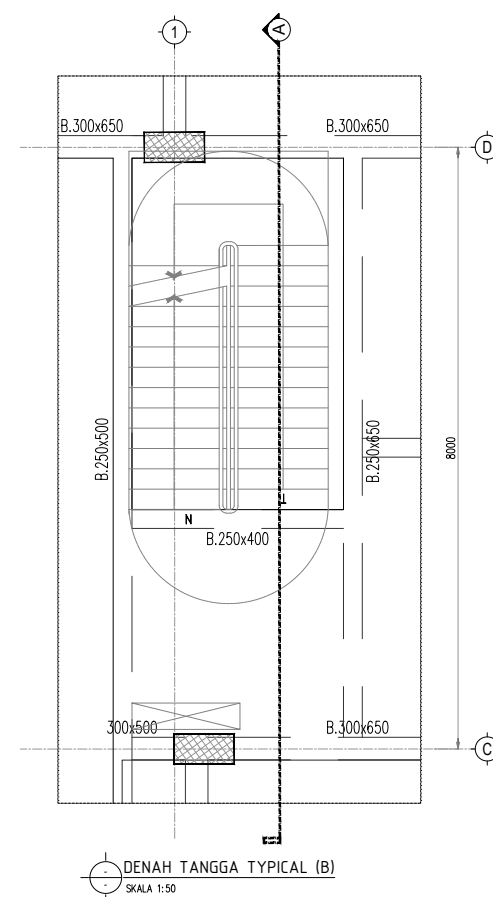 1
A
B.300x650
B.300x650
D
B.250x500
B.250x650
8000
N
T
B.250x400
300x500
B.300x650
C
DENAH TANGGA TYPICAL (B)
SKALA 1:50